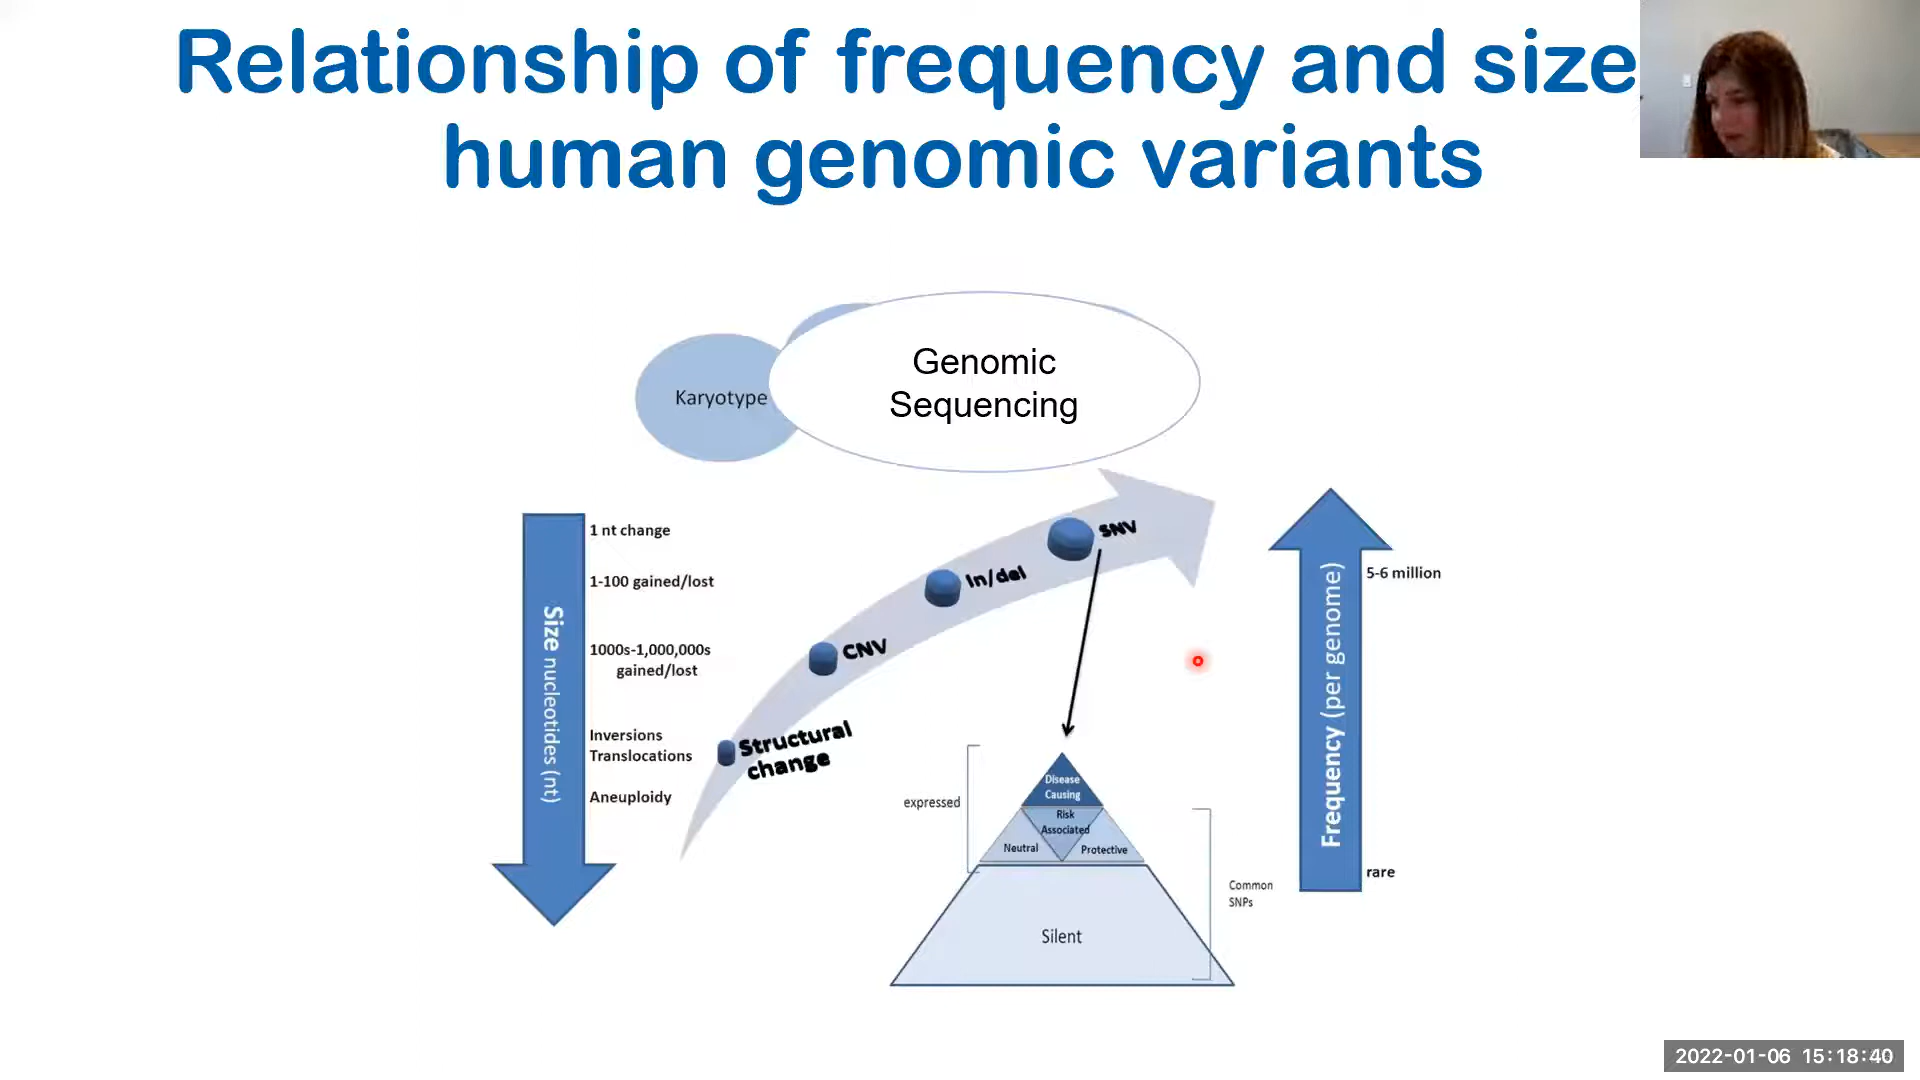 Relationship of frequency and size
human genomic variants
Genomic
Sequencing
Karyotype
Size nucleotides (nt)
1 nt change
1-100 gained/lost
1000s-1,000,000s
gained/lost
Inversions
Translocations
Aneuploidy
SNV
In/del
CNV
Structural
change
expressed
Disease
Causing
Risk
Associated
Neutral
Protective
Silent
Common
SNPs
Frequency (per genome)
5-6 million
rare
2022-01-06 15:18:40